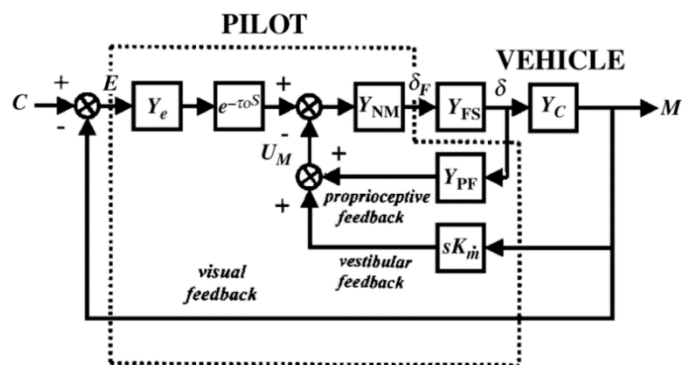 PILOT
VEHICLE
C + - E Y_e e^{-τ_0 S} + - Y_NM δ_F Y_FS δ Y_C M
U_M + + Y_PF
proprioceptive
feedback
sK_ṁ
vestibular
feedback
visual
feedback